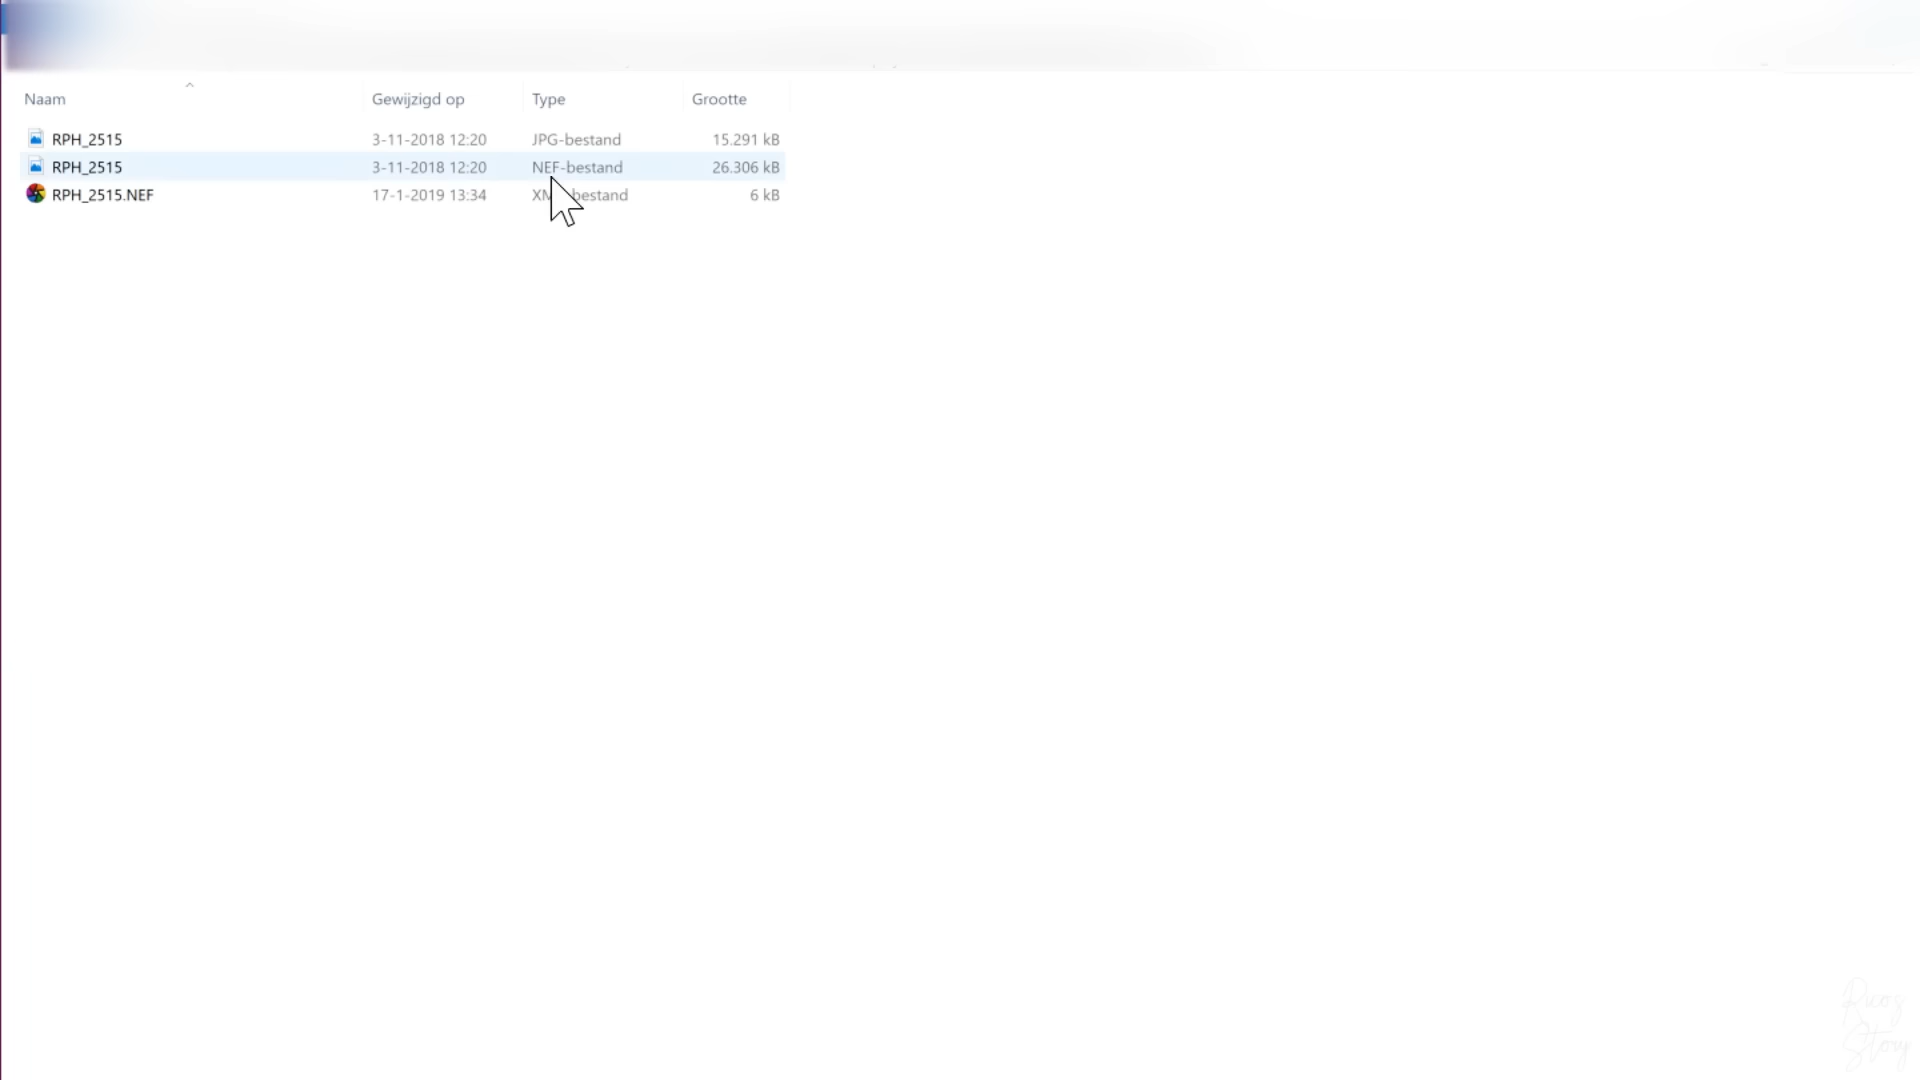 Naam Gewijzigd op Type Grootte
RPH_2515 3-11-2018 12:20 JPG-bestand 15.291 kB
RPH_2515 3-11-2018 12:20 NEF-bestand 26.306 kB
RPH_2515.NEF 17-1-2019 13:34 bestand 6 kB
Story